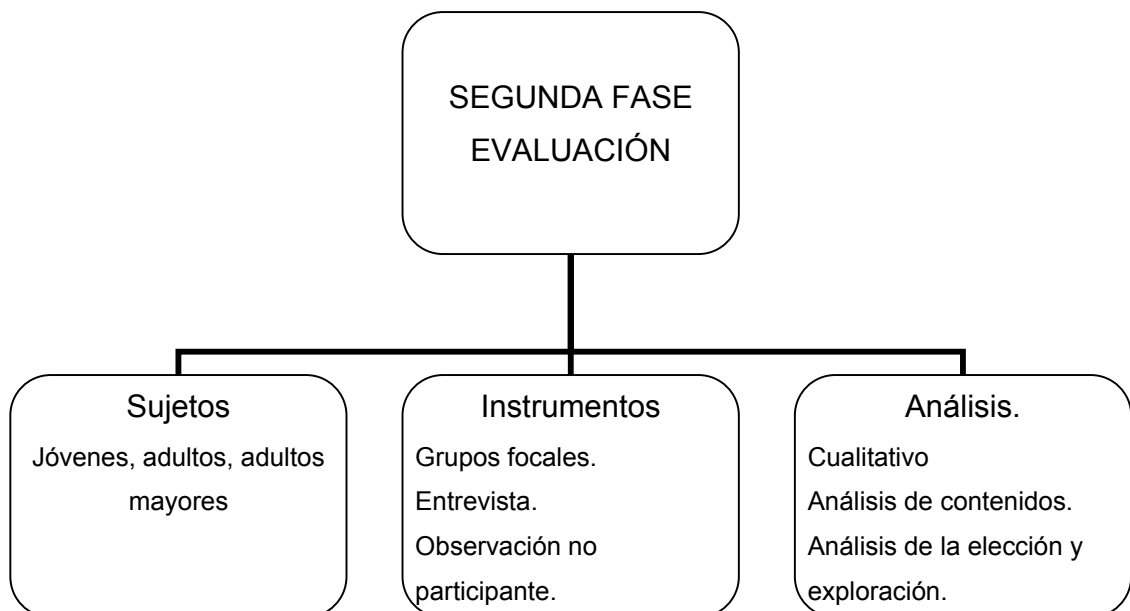 SEGUNDA FASE
EVALUACIÓN
Sujetos
Jóvenes, adultos, adultos
mayores
Instrumentos
Grupos focales.
Entrevista.
Observación no
participante.
Análisis.
Cualitativo
Análisis de contenidos.
Análisis de la elección y
exploración.